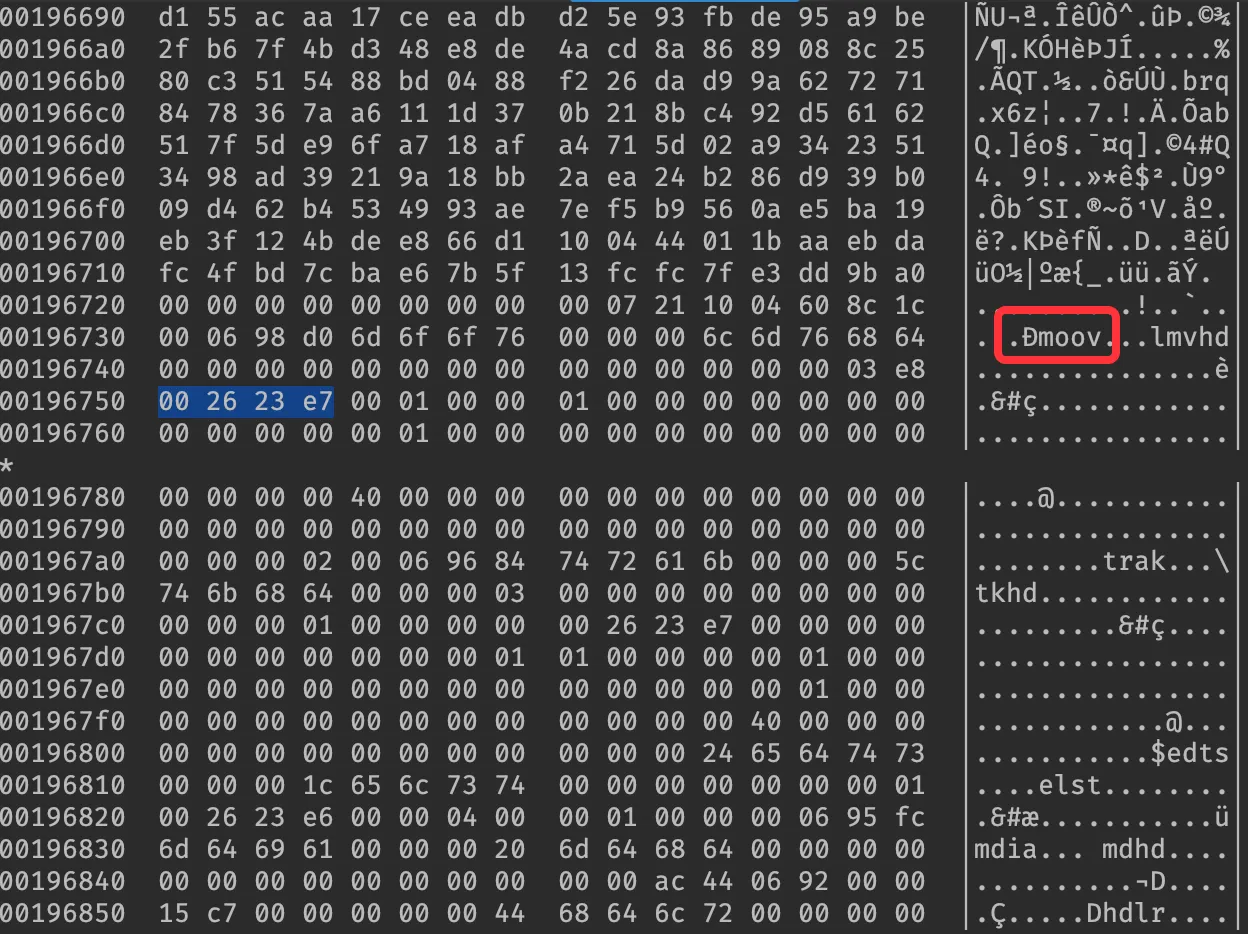 00196690 d1 55 ac aa 17 ce ea db d2 5e 93 fb de 95 a9 be |ÑU¬ª.ÎêÛÒ^.ûÞ.©¾
001966a0 2f b6 7f 4b d3 48 e8 de 4a cd 8a 86 89 08 8c 25 |/¶.KÓHèÞJÍ.....%
001966b0 80 c3 51 54 88 bd 04 88 f2 26 da d9 9a 62 72 71 |.ÃQT.½..ò&ÚÙ.brq
001966c0 84 78 36 7a a6 11 1d 37 0b 21 8b c4 92 d5 61 62 |.x6z¦..7.!.Ä.Õab
001966d0 51 7f 5d e9 6f a7 18 af a4 71 5d 02 a9 34 23 51 |Q.]éo§.¯¤q].©4#Q
001966e0 34 98 ad 39 21 9a 18 bb 2a ea 24 b2 86 d9 39 b0 |4. 9!..»*ê$².Ù9°
001966f0 09 d4 62 b4 53 49 93 ae 7e f5 b9 56 0a e5 ba 19 |.Ôb´SI.®~õ¹V.åº.
00196700 eb 3f 12 4b de e8 66 d1 10 04 44 01 1b aa eb da |ë?.KÞèfÑ..D..ªëÚ
00196710 fc 4f bd 7c ba e6 7b 5f 13 fc fc 7f e3 dd 9b a0 |üO½|ºæ{_.üü.ãÝ.
00196720 00 00 00 00 00 00 00 00 00 07 21 10 04 60 8c 1c |..........!..`..
00196730 00 06 98 d0 6d 6f 6f 76 00 00 00 6c 6d 76 68 64 |...Ðmoov...lmvhd
00196740 00 00 00 00 00 00 00 00 00 00 00 00 00 00 03 e8 |...............è
00196750 00 26 23 e7 00 01 00 00 01 00 00 00 00 00 00 00 |.&#ç............
00196760 00 00 00 00 00 01 00 00 00 00 00 00 00 00 00 00 |................
*
00196780 00 00 00 00 40 00 00 00 00 00 00 00 00 00 00 00 |....@...........
00196790 00 00 00 00 00 00 00 00 00 00 00 00 00 00 00 00 |................
001967a0 00 00 00 02 00 06 96 84 74 72 61 6b 00 00 00 5c |........trak...\
001967b0 74 6b 68 64 00 00 00 03 00 00 00 00 00 00 00 00 |tkhd............
001967c0 00 00 00 01 00 00 00 00 00 26 23 e7 00 00 00 00 |.........&#ç....
001967d0 00 00 00 00 00 00 00 01 01 00 00 00 00 01 00 00 |................
001967e0 00 00 00 00 00 00 00 00 00 00 00 00 00 01 00 00 |................
001967f0 00 00 00 00 00 00 00 00 00 00 00 00 40 00 00 00 |............@...
00196800 00 00 00 00 00 00 00 00 00 00 00 24 65 64 74 73 |...........$edts
00196810 00 00 00 1c 65 6c 73 74 00 00 00 00 00 00 00 01 |....elst........
00196820 00 26 23 e6 00 00 04 00 00 01 00 00 00 06 95 fc |.&#æ...........ü
00196830 6d 64 69 61 00 00 00 20 6d 64 68 64 00 00 00 00 |mdia... mdhd....
00196840 00 00 00 00 00 00 00 00 00 00 ac 44 06 92 00 00 |..........¬D....
00196850 15 c7 00 00 00 00 00 44 68 64 6c 72 00 00 00 00 |.Ç.....Dhdlr....